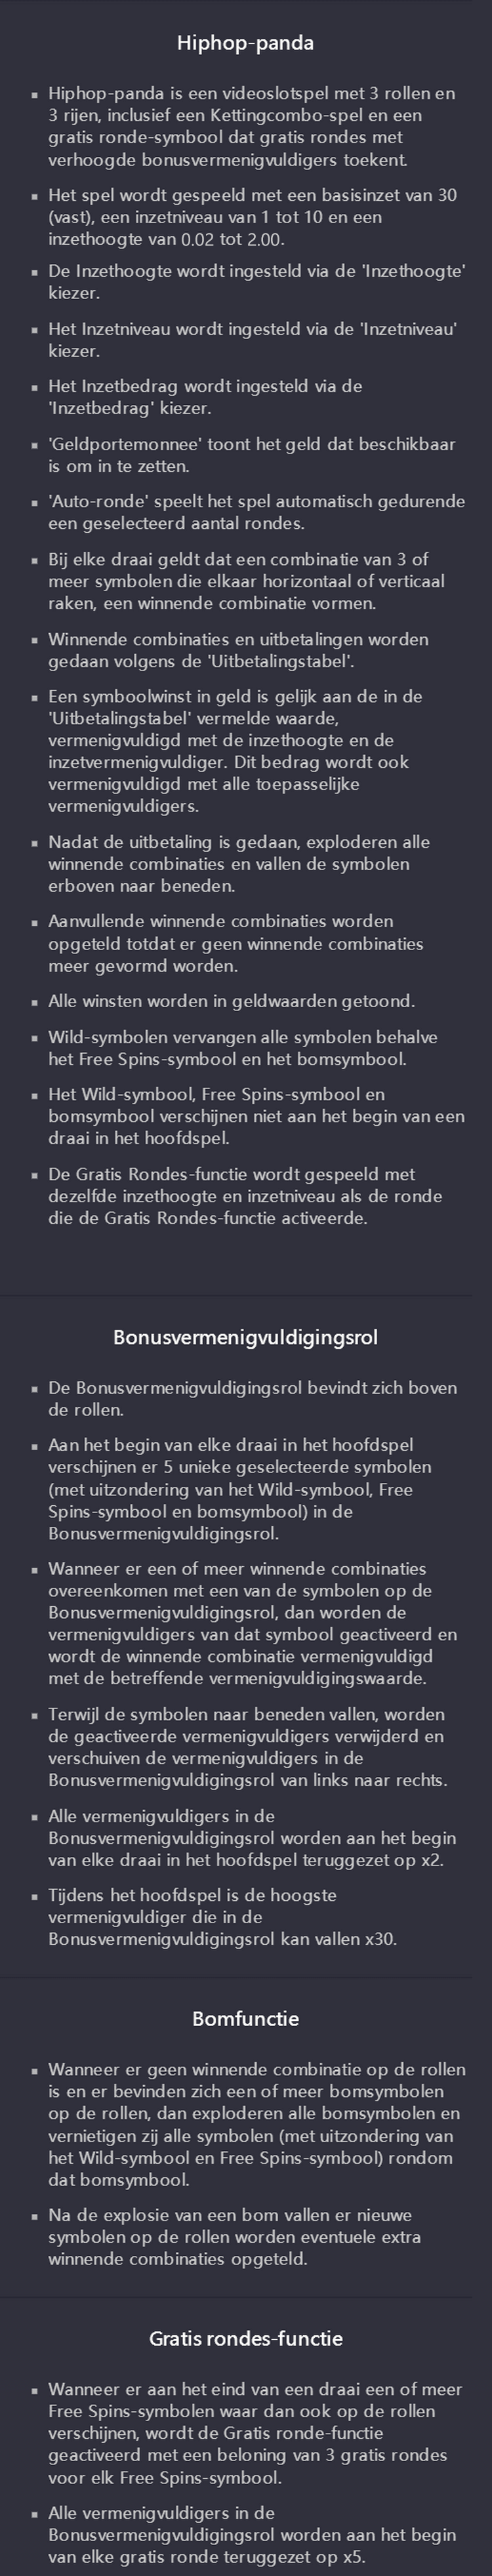 Hiphop-panda
▪ Hiphop-panda is een videoslotspel met 3 rollen en
3 rijen, inclusief een Kettingcombo-spel en een
gratis ronde-symbool dat gratis rondes met
verhoogde bonusvermenigvuldigers toekent.
▪ Het spel wordt gespeeld met een basisinzet van 30
(vast), een inzetniveau van 1 tot 10 en een
inzethoogte van 0.02 tot 2.00.
▪ De Inzethoogte wordt ingesteld via de 'Inzethoogte'
kiezer.
▪ Het Inzetniveau wordt ingesteld via de 'Inzetniveau'
kiezer.
▪ Het Inzetbedrag wordt ingesteld via de
'Inzetbedrag' kiezer.
▪ 'Geldportemonnee' toont het geld dat beschikbaar
is om in te zetten.
▪ 'Auto-ronde' speelt het spel automatisch gedurende
een geselecteerd aantal rondes.
▪ Bij elke draai geldt dat een combinatie van 3 of
meer symbolen die elkaar horizontaal of verticaal
raken, een winnende combinatie vormen.
▪ Winnende combinaties en uitbetalingen worden
gedaan volgens de 'Uitbetalingstabel'.
▪ Een symboolwinst in geld is gelijk aan de in de
'Uitbetalingstabel' vermelde waarde,
vermenigvuldigd met de inzethoogte en de
inzetvermenigvuldiger. Dit bedrag wordt ook
vermenigvuldigd met alle toepasselijke
vermenigvuldigers.
▪ Nadat de uitbetaling is gedaan, exploderen alle
winnende combinaties en vallen de symbolen
erboven naar beneden.
▪ Aanvullende winnende combinaties worden
opgeteld totdat er geen winnende combinaties
meer gevormd worden.
▪ Alle winsten worden in geldwaarden getoond.
▪ Wild-symbolen vervangen alle symbolen behalve
het Free Spins-symbool en het bomsymbool.
▪ Het Wild-symbool, Free Spins-symbool en
bomsymbool verschijnen niet aan het begin van een
draai in het hoofdspel.
▪ De Gratis Rondes-functie wordt gespeeld met
dezelfde inzethoogte en inzetniveau als de ronde
die de Gratis Rondes-functie activeerde.
Bonusvermenigvuldigingsrol
▪ De Bonusvermenigvuldigingsrol bevindt zich boven
de rollen.
▪ Aan het begin van elke draai in het hoofdspel
verschijnen er 5 unieke geselecteerde symbolen
(met uitzondering van het Wild-symbool, Free
Spins-symbool en bomsymbool) in de
Bonusvermenigvuldigingsrol.
▪ Wanneer er een of meer winnende combinaties
overeenkomen met een van de symbolen op de
Bonusvermenigvuldigingsrol, dan worden de
vermenigvuldigers van dat symbool geactiveerd en
wordt de winnende combinatie vermenigvuldigd
met de betreffende vermenigvuldigingswaarde.
▪ Terwijl de symbolen naar beneden vallen, worden
de geactiveerde vermenigvuldigers verwijderd en
verschuiven de vermenigvuldigers in de
Bonusvermenigvuldigingsrol van links naar rechts.
▪ Alle vermenigvuldigers in de
Bonusvermenigvuldigingsrol worden aan het begin
van elke draai in het hoofdspel teruggezet op x2.
▪ Tijdens het hoofdspel is de hoogste
vermenigvuldiger die in de
Bonusvermenigvuldigingsrol kan vallen x30.
Bomfunctie
▪ Wanneer er geen winnende combinatie op de rollen
is en er bevinden zich een of meer bomsymbolen
op de rollen, dan exploderen alle bomsymbolen en
vernietigen zij alle symbolen (met uitzondering van
het Wild-symbool en Free Spins-symbool) rondom
dat bomsymbool.
▪ Na de explosie van een bom vallen er nieuwe
symbolen op de rollen worden eventuele extra
winnende combinaties opgeteld.
Gratis rondes-functie
▪ Wanneer er aan het eind van een draai een of meer
Free Spins-symbolen waar dan ook op de rollen
verschijnen, wordt de Gratis ronde-functie
geactiveerd met een beloning van 3 gratis rondes
voor elk Free Spins-symbool.
▪ Alle vermenigvuldigers in de
Bonusvermenigvuldigingsrol worden aan het begin
van elke gratis ronde teruggezet op x5.